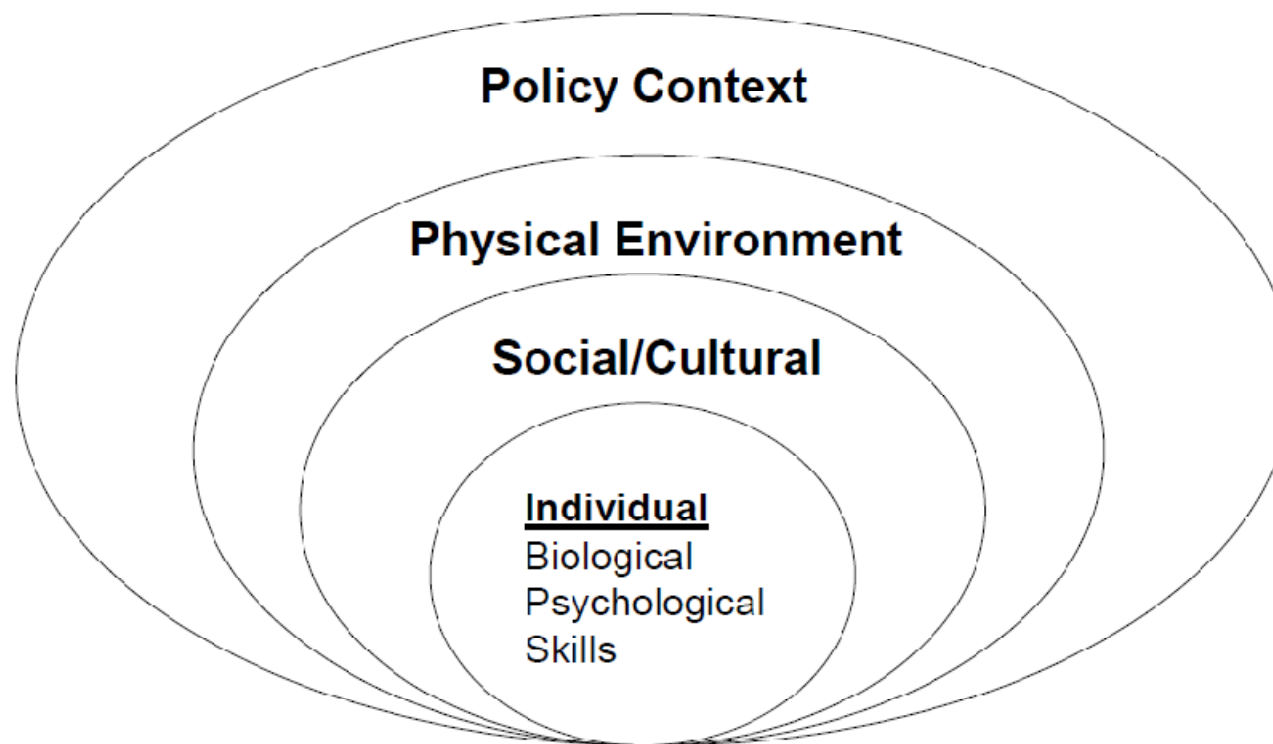 Policy Context
Physical Environment
Social/Cultural
Individual
Biological
Psychological
Skills